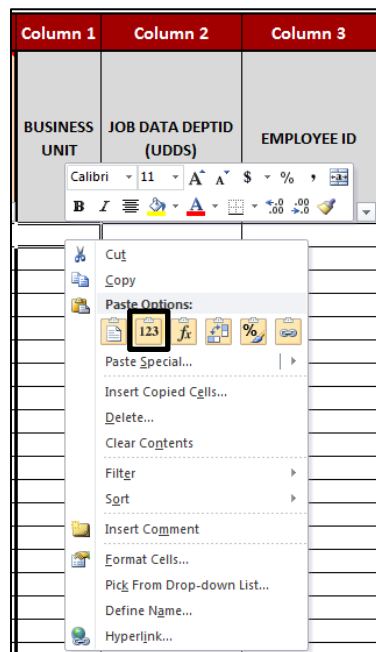 Column 1 Column 2 Column 3
BUSINESS UNIT
JOB DATA DEPTID (UDDS)
EMPLOYEE ID
Calibri 11 A A $ % ,
B I A .00 .00
Cut
Copy
Paste Options:
123 fx %
Paste Special...
Insert Copied Cells...
Delete...
Clear Contents
Filter
Sort
Insert Comment
Format Cells...
Pick From Drop-down List...
Define Name...
Hyperlink...